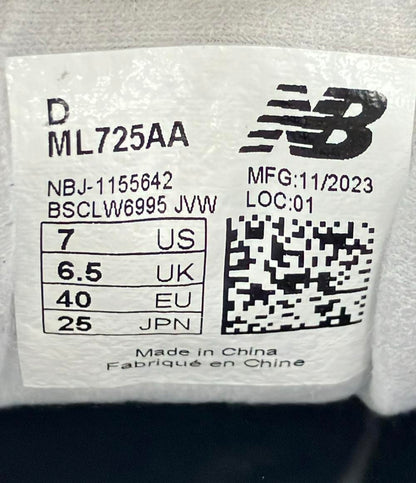 D
ML725AA
NB
NBJ-1155642
BSCLW6995 JVW
MFG:11/2023
LOC:01
7 US
6.5 UK
40 EU
25 JPN
Made in China
Fabriqué en Chine